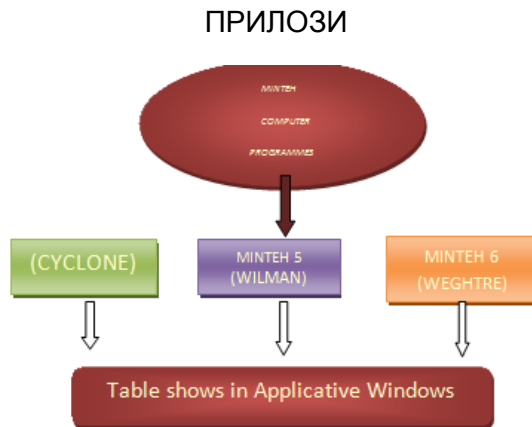 ПРИЛОЗИ
MINTEH
COMPUTER
PROGRAMMES
(CYCLONE)
MINTEH 5
(WILMAN)
MINTEH 6
(WEGHTRE)
Table shows in Applicative Windows